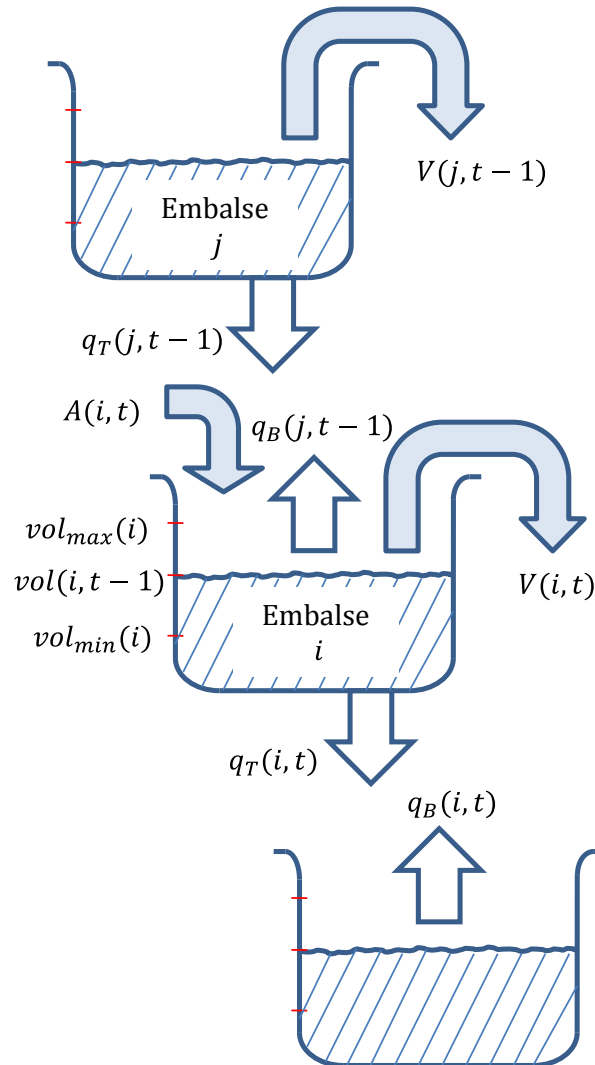 V(j, t − 1)
Embalse
j
q_T(j, t − 1)
A(i, t)
q_B(j, t − 1)
vol_max(i)
vol(i, t − 1)
V(i, t)
vol_min(i)
Embalse
i
q_T(i, t)
q_B(i, t)